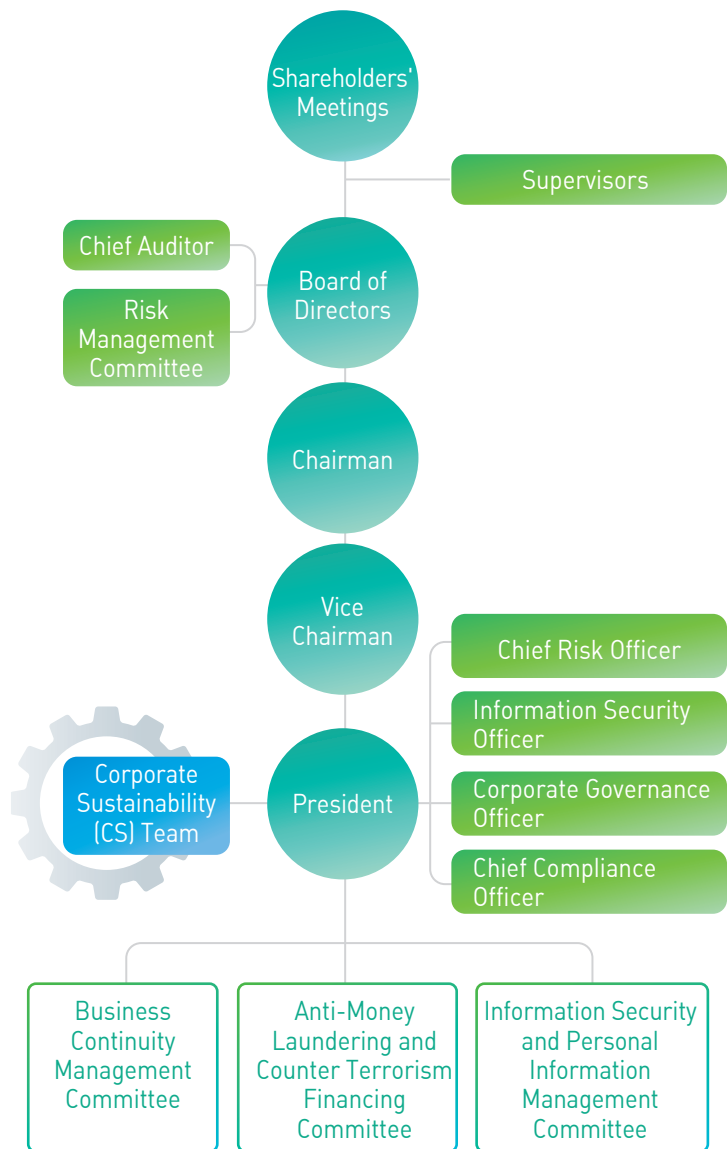 Shareholders'
Meetings
Supervisors
Chief Auditor
Risk
Management
Committee
Board of
Directors
Chairman
Vice
Chairman
Chief Risk Officer
Information Security
Officer
Corporate
Sustainability
(CS) Team
President
Corporate Governance
Officer
Chief Compliance
Officer
Business
Continuity
Management
Committee
Anti-Money
Laundering and
Counter Terrorism
Financing
Committee
Information Security
and Personal
Information
Management
Committee